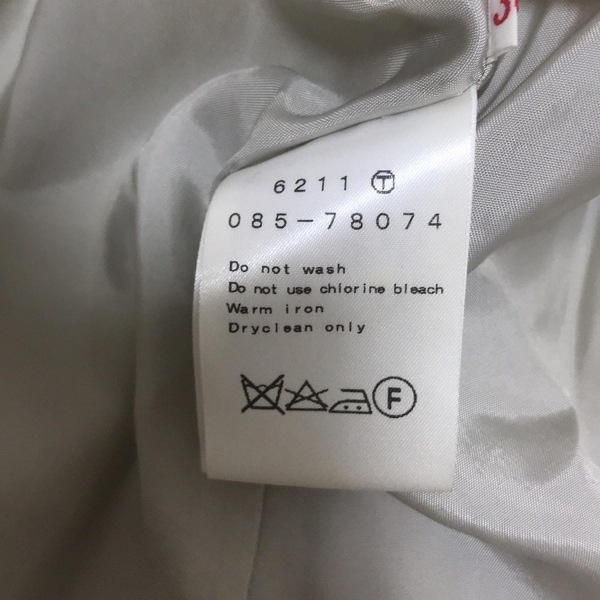 6211 Ⓣ
085-78074
Do not wash
Do not use chlorine bleach
Warm iron
Dryclean only
F